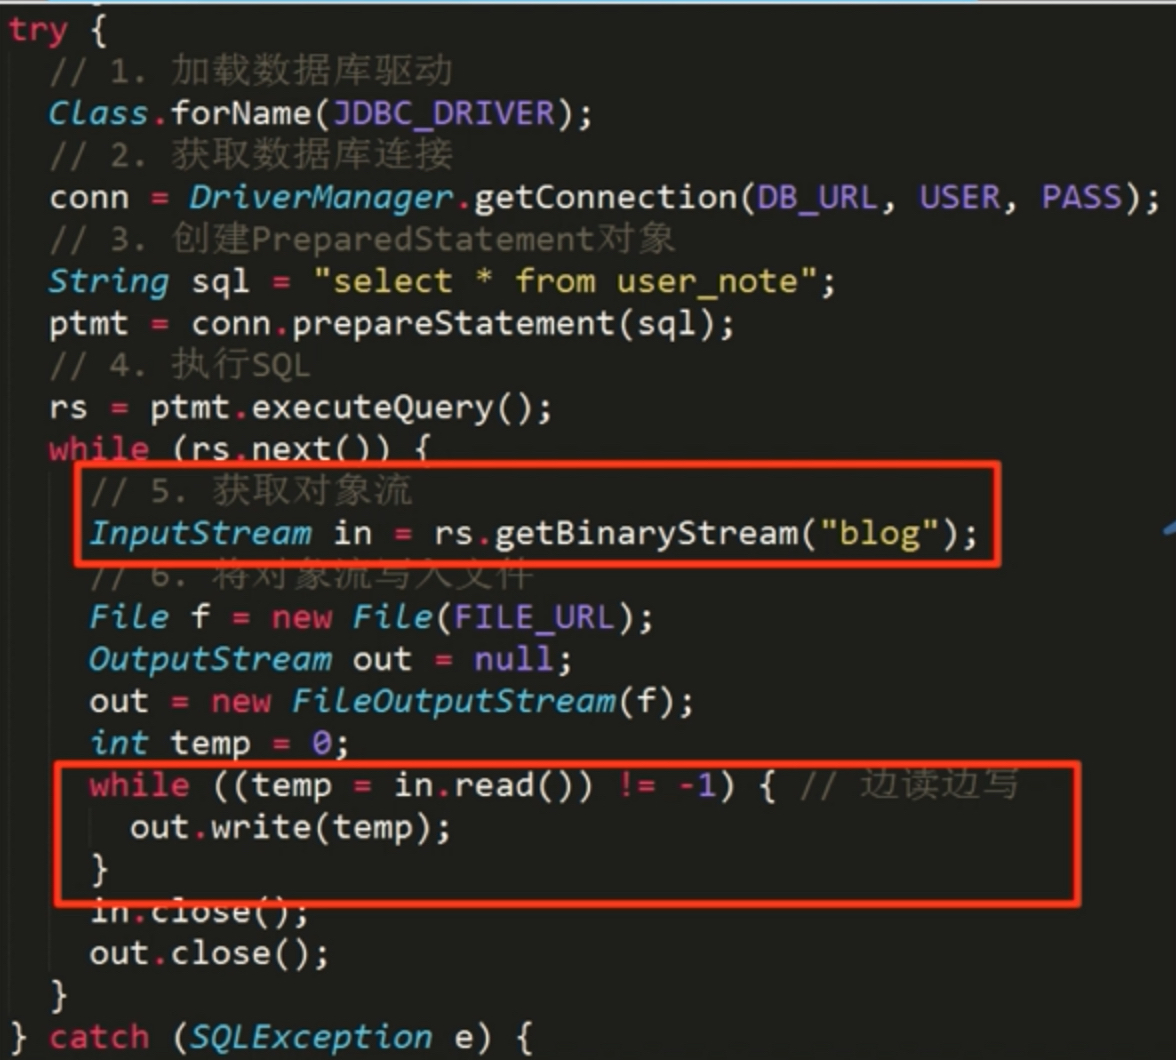 try {
// 1. 加载数据库驱动
Class.forName(JDBC_DRIVER);
// 2. 获取数据库连接
conn = DriverManager.getConnection(DB_URL, USER, PASS);
// 3. 创建PreparedStatement对象
String sql = "select * from user_note";
ptmt = conn.prepareStatement(sql);
// 4. 执行SQL
rs = ptmt.executeQuery();
while (rs.next()) {
// 5. 获取对象流
InputStream in = rs.getBinaryStream("blog");
// 6. 将对象流写入文件
File f = new File(FILE_URL);
OutputStream out = null;
out = new FileOutputStream(f);
int temp = 0;
while ((temp = in.read()) != -1) { // 边读边写
out.write(temp);
}
in.close();
out.close();
}
} catch (SQLException e) {